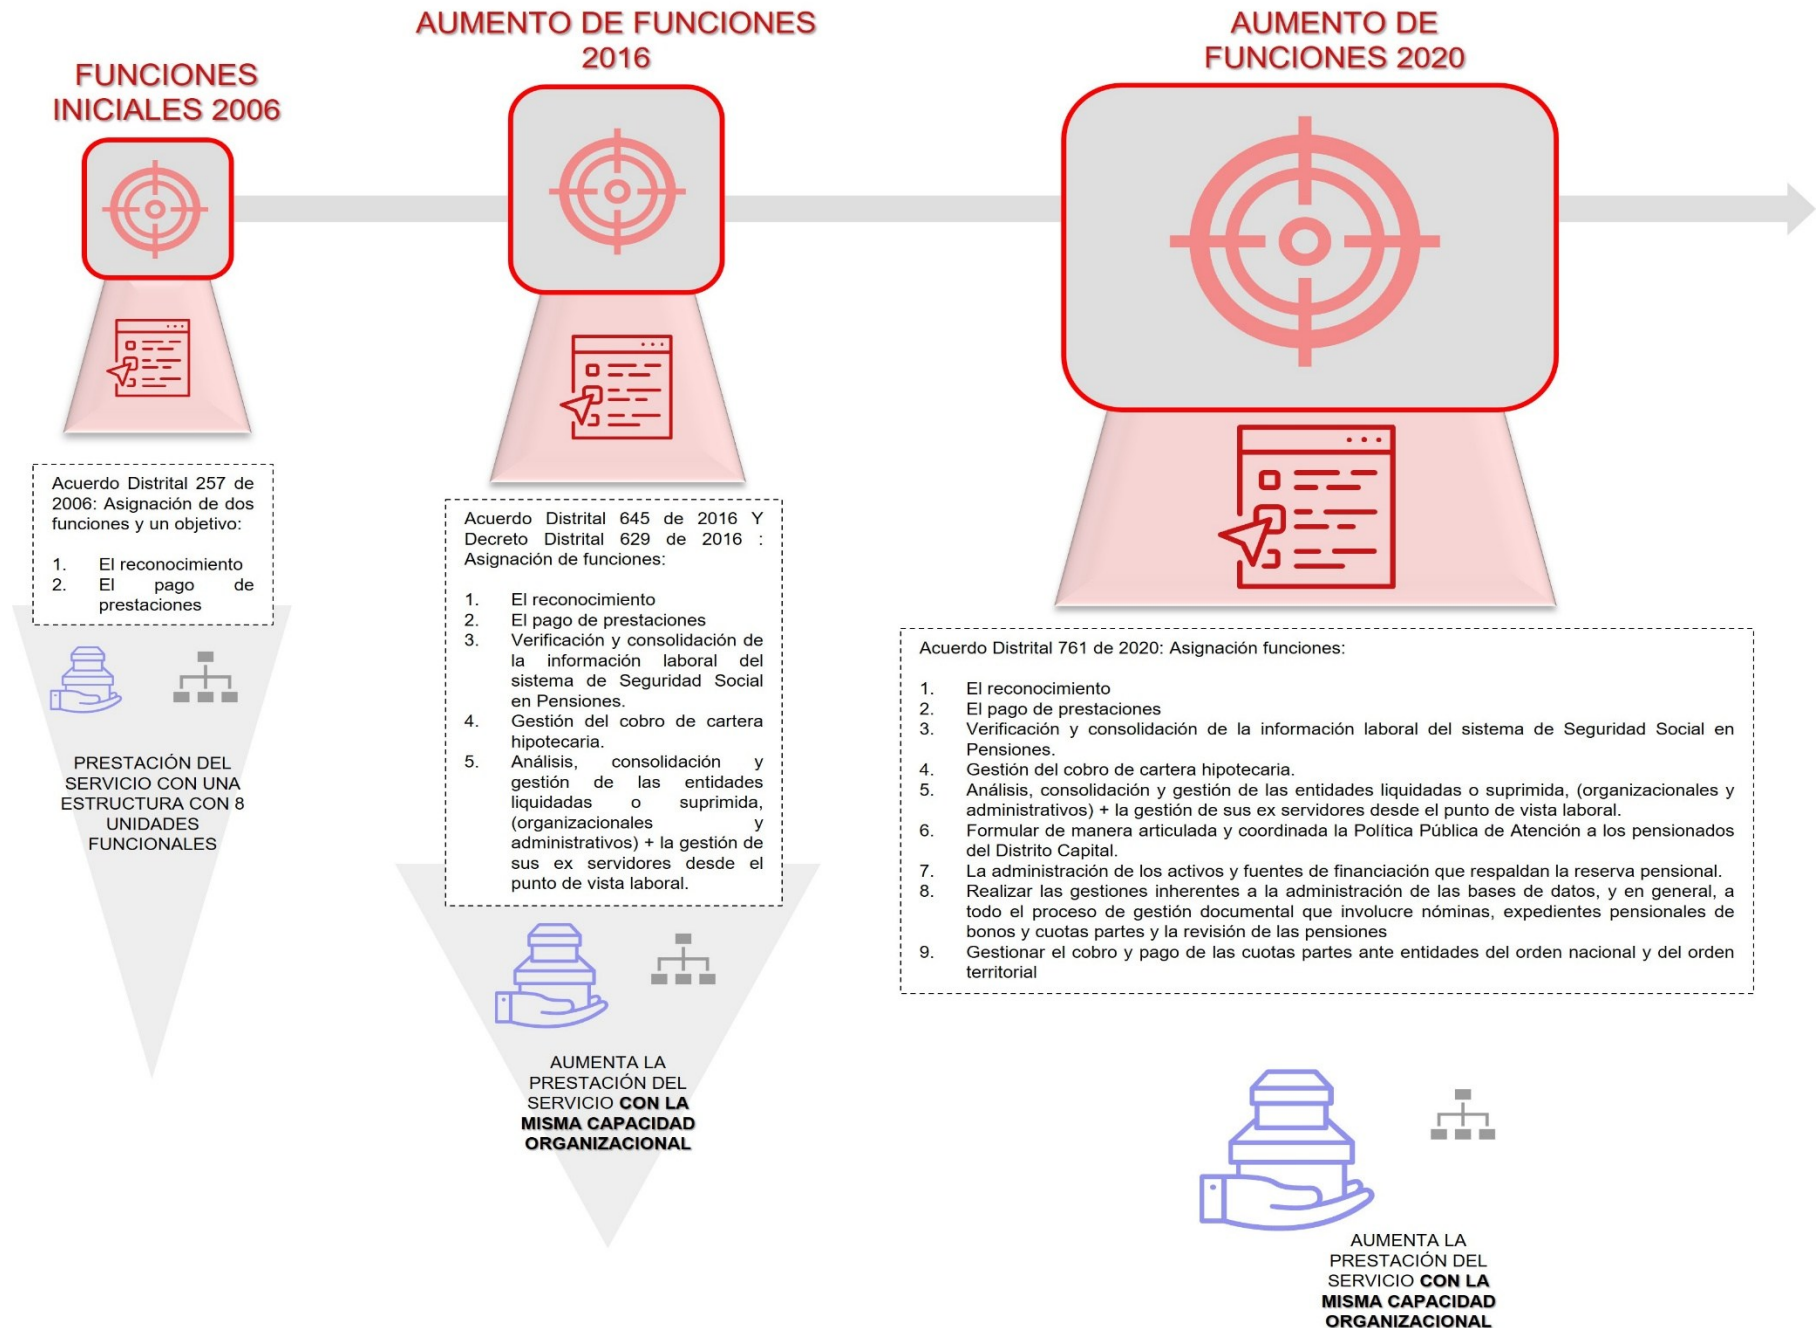 FUNCIONES
INICIALES 2006
Acuerdo Distrital 257 de
2006: Asignación de dos
funciones y un objetivo:
1. El reconocimiento
2. El pago de
prestaciones
PRESTACIÓN DEL
SERVICIO CON UNA
ESTRUCTURA CON 8
UNIDADES
FUNCIONALES
AUMENTO DE FUNCIONES
2016
Acuerdo Distrital 645 de 2016 Y
Decreto Distrital 629 de 2016 :
Asignación de funciones:
1. El reconocimiento
2. El pago de prestaciones
3. Verificación y consolidación de
la información laboral del
sistema de Seguridad Social
en Pensiones.
4. Gestión del cobro de cartera
hipotecaria.
5. Análisis, consolidación y
gestión de las entidades
liquidadas o suprimida,
(organizacionales y
administrativos) + la gestión de
sus ex servidores desde el
punto de vista laboral.
AUMENTA LA
PRESTACIÓN DEL
SERVICIO CON LA
MISMA CAPACIDAD
ORGANIZACIONAL
AUMENTO DE
FUNCIONES 2020
Acuerdo Distrital 761 de 2020: Asignación funciones:
1. El reconocimiento
2. El pago de prestaciones
3. Verificación y consolidación de la información laboral del sistema de Seguridad Social en
Pensiones.
4. Gestión del cobro de cartera hipotecaria.
5. Análisis, consolidación y gestión de las entidades liquidadas o suprimida, (organizacionales y
administrativos) + la gestión de sus ex servidores desde el punto de vista laboral.
6. Formular de manera articulada y coordinada la Política Pública de Atención a los pensionados
del Distrito Capital.
7. La administración de los activos y fuentes de financiación que respaldan la reserva pensional.
8. Realizar las gestiones inherentes a la administración de las bases de datos, y en general, a
todo el proceso de gestión documental que involucre nóminas, expedientes pensionales de
bonos y cuotas partes y la revisión de las pensiones
9. Gestionar el cobro y pago de las cuotas partes ante entidades del orden nacional y del orden
territorial
AUMENTA LA
PRESTACIÓN DEL
SERVICIO CON LA
MISMA CAPACIDAD
ORGANIZACIONAL